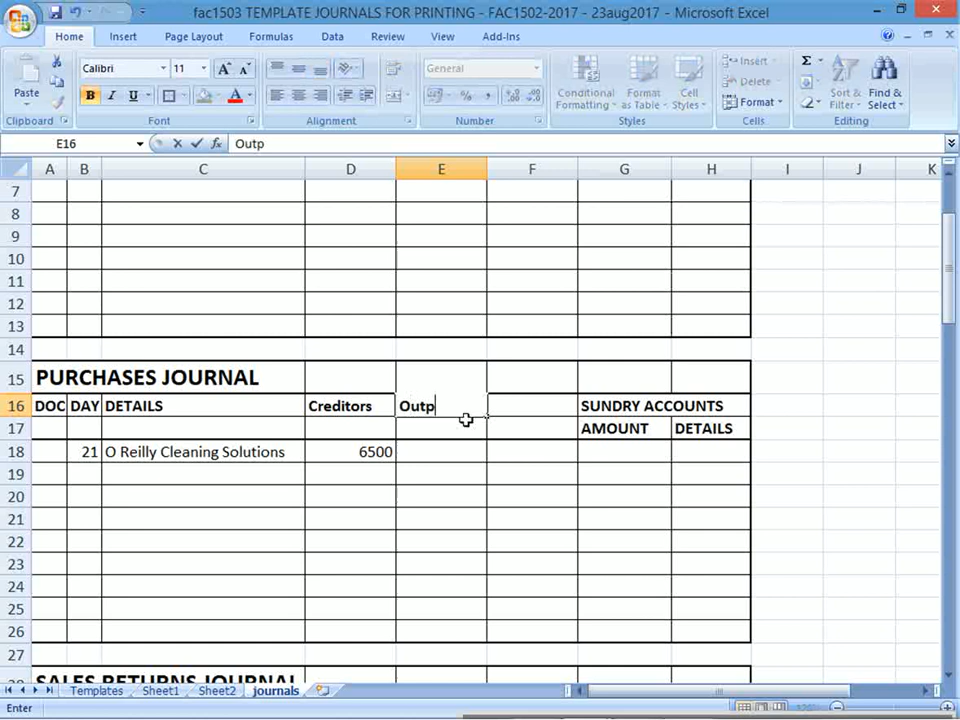 fac1503 TEMPLATE JOURNALS FOR PRINTING - FAC1502-2017 - 23aug2017 - Microsoft Excel
Home Insert Page Layout Formulas Data Review View Add-Ins
Paste
Calibri 11 A A
B I U A
General
% ,
Conditional Formatting
Format as Table
Cell Styles
Insert
Delete
Format
Σ
Sort & Filter
Find & Select
Clipboard Font Alignment Number Styles Cells Editing
E16 fx Outp
A B C D E F G H I J K
7
8
9
10
11
12
13
14
15 PURCHASES JOURNAL
16 DOC DAY DETAILS Creditors Outp SUNDRY ACCOUNTS
17 AMOUNT DETAILS
18 21 O Reilly Cleaning Solutions 6500
19
20
21
22
23
24
25
26
27
SALES RETURNS JOURNAL
Templates Sheet1 Sheet2 journals
Enter